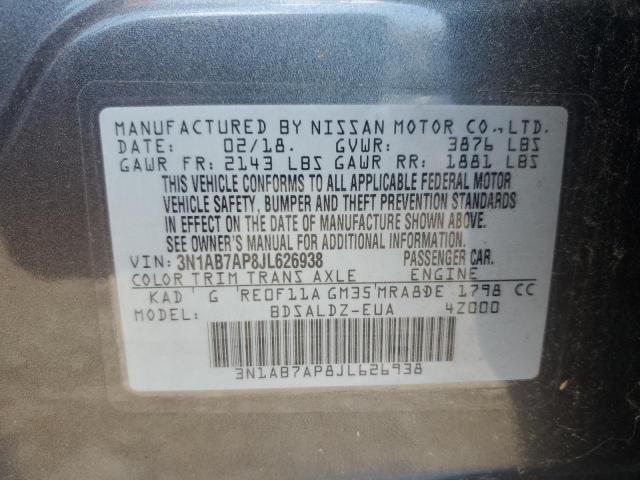 MANUFACTURED BY NISSAN MOTOR CO., LTD.
DATE: 02/18. GVWR: 3876 LBS
GAWR FR: 2143 LBS GAWR RR: 1881 LBS
THIS VEHICLE CONFORMS TO ALL APPLICABLE FEDERAL MOTOR
VEHICLE SAFETY, BUMPER AND THEFT PREVENTION STANDARDS
IN EFFECT ON THE DATE OF MANUFACTURE SHOWN ABOVE.
SEE OWNER'S MANUAL FOR ADDITIONAL INFORMATION.
VIN: 3N1AB7AP8JL626938 PASSENGER CAR.
COLOR TRIM TRANS AXLE ENGINE
KAD G RE0F11A GM35 MRA8DE 1798 CC
MODEL: BDSALDZ-EUA 4Z000
3N1AB7AP8JL626938